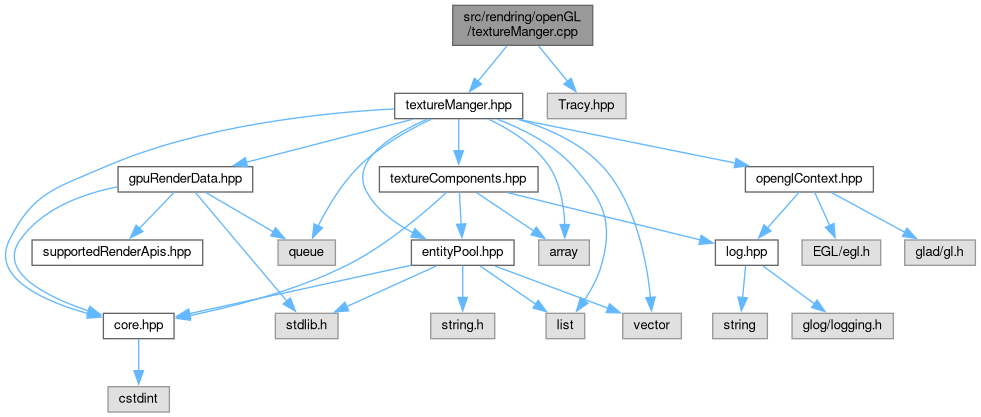 src/rendring/openGL
/textureManger.cpp
textureManger.hpp
Tracy.hpp
gpuRenderData.hpp
textureComponents.hpp
openglContext.hpp
supportedRenderApis.hpp
queue
entityPool.hpp
array
log.hpp
EGL/egl.h
glad/gl.h
core.hpp
stdlib.h
string.h
list
vector
string
glog/logging.h
cstdint